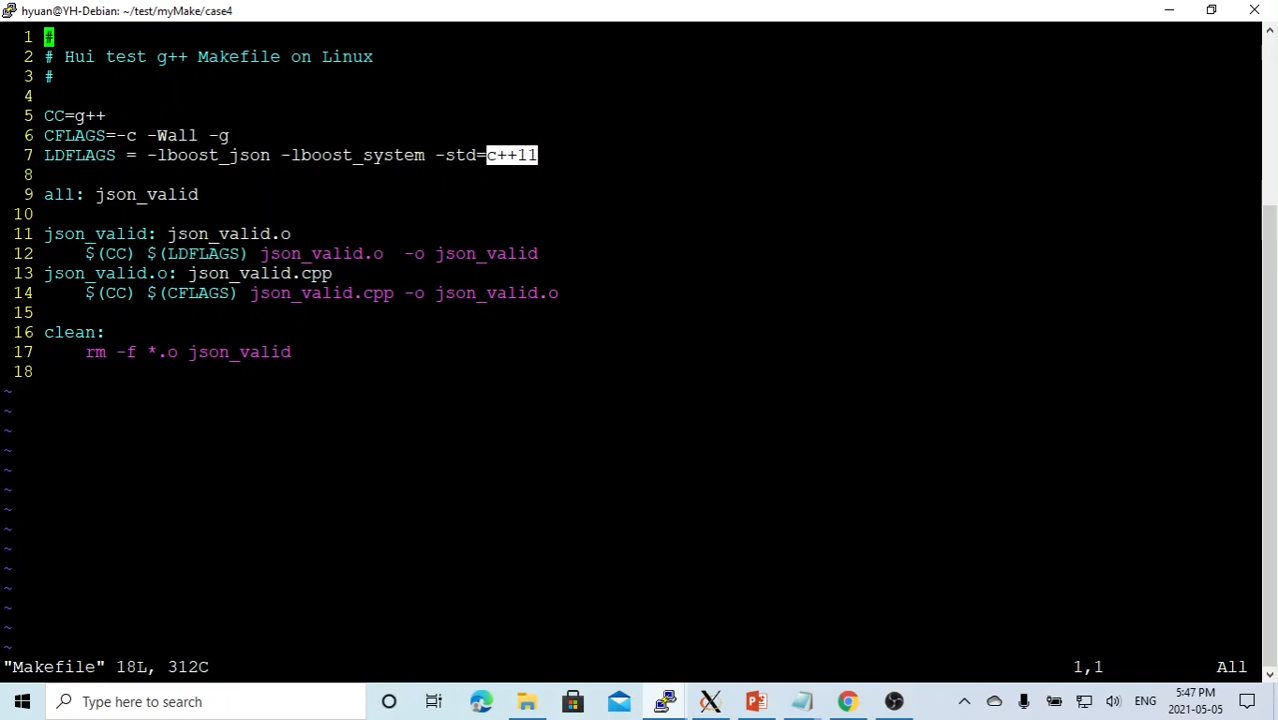 hyuan@YH-Debian: ~/test/myMake/case4
1 #
2 # Hui test g++ Makefile on Linux
3 #
4
5 CC=g++
6 CFLAGS=-c -Wall -g
7 LDFLAGS = -lboost_json -lboost_system -std=c++11
8
9 all: json_valid
10
11 json_valid: json_valid.o
12     $(CC) $(LDFLAGS) json_valid.o  -o json_valid
13 json_valid.o: json_valid.cpp
14     $(CC) $(CFLAGS) json_valid.cpp -o json_valid.o
15
16 clean:
17     rm -f *.o json_valid
18
~
~
~
~
~
~
~
~
~
~
~
~
~
~
"Makefile" 18L, 312C 1,1 All
Type here to search
ENG
5:47 PM
2021-05-05